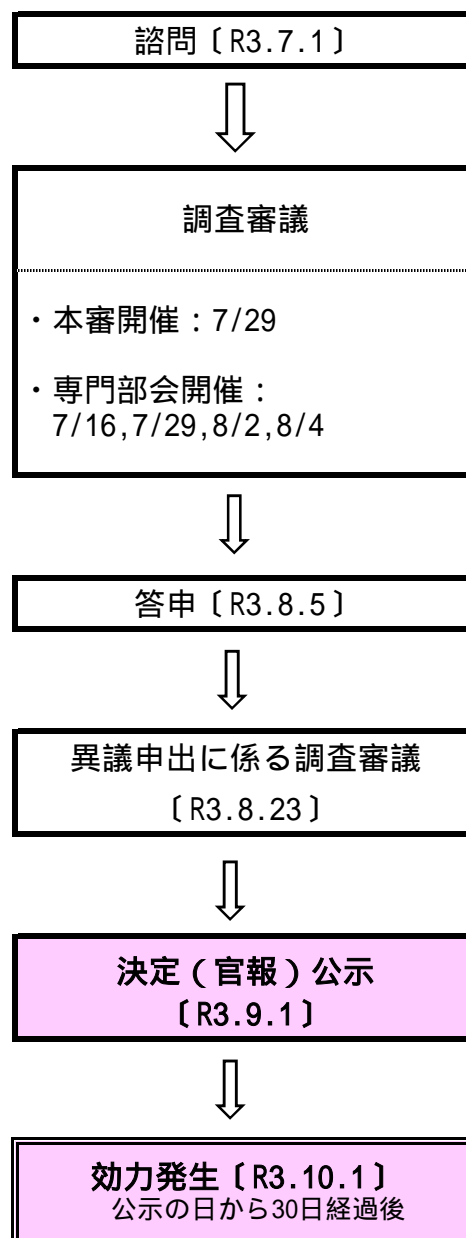 諮問〔R3.7.1〕
調査審議
・本審開催：7/29
・専門部会開催：
7/16,7/29,8/2,8/4
答申〔R3.8.5〕
異議申出に係る調査審議
〔R3.8.23〕
決定（官報）公示
〔R3.9.1〕
効力発生〔R3.10.1〕
公示の日から30日経過後